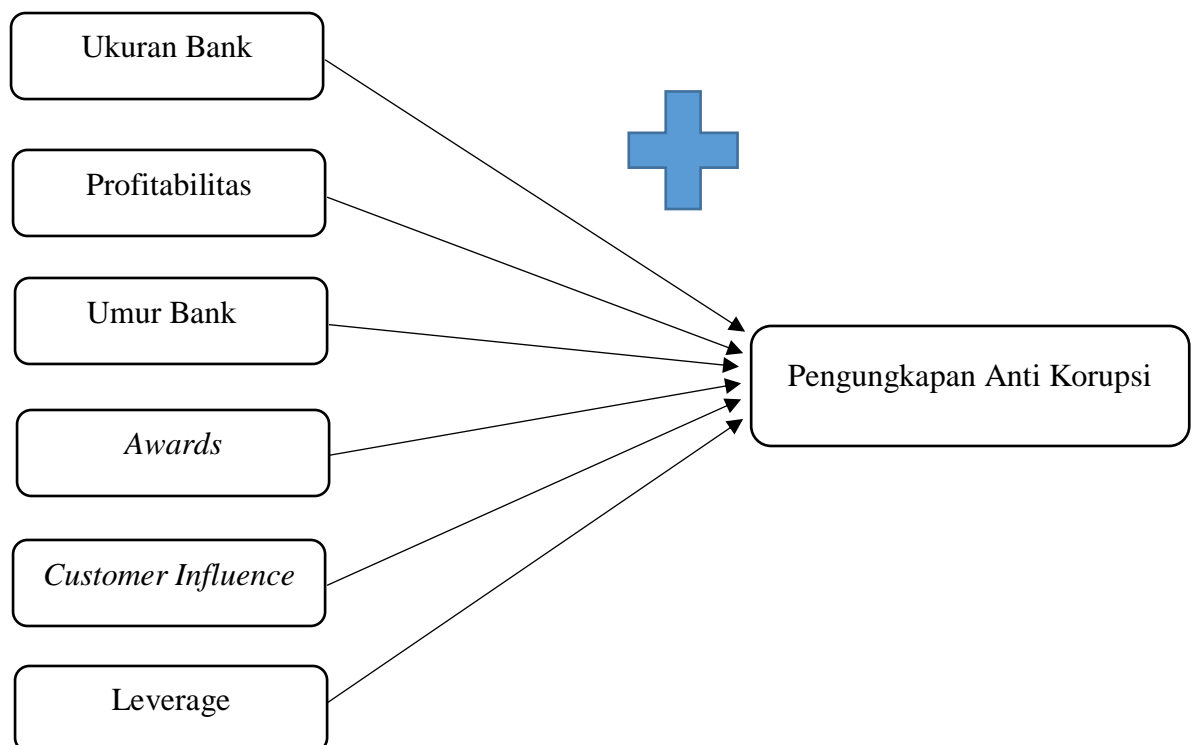 Ukuran Bank
Profitabilitas
Umur Bank
Awards
Customer Influence
Leverage
Pengungkapan Anti Korupsi